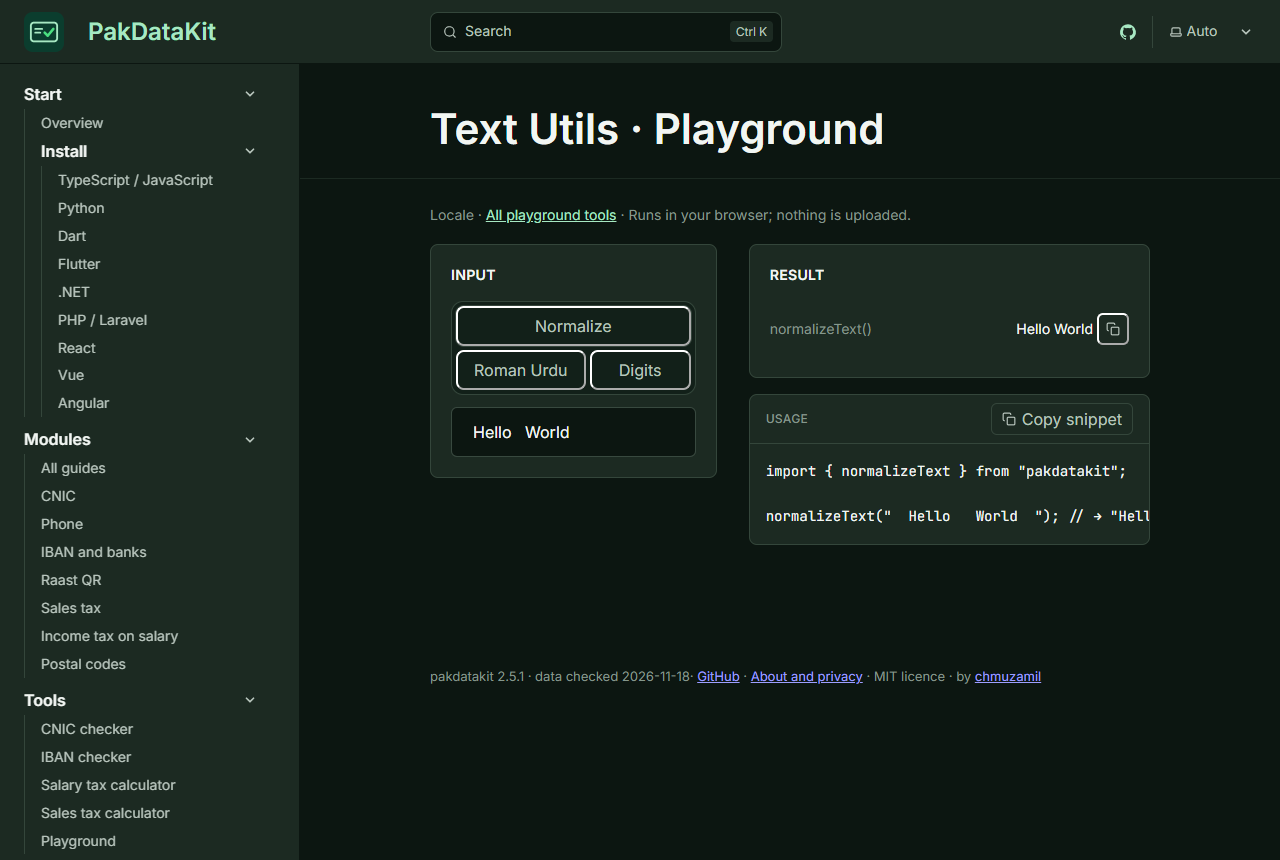 PakDataKit
Search
Ctrl K
Auto
Start
Overview
Install
TypeScript / JavaScript
Python
Dart
Flutter
.NET
PHP / Laravel
React
Vue
Angular
Modules
All guides
CNIC
Phone
IBAN and banks
Raast QR
Sales tax
Income tax on salary
Postal codes
Tools
CNIC checker
IBAN checker
Salary tax calculator
Sales tax calculator
Playground
Text Utils · Playground
Locale · All playground tools · Runs in your browser; nothing is uploaded.
INPUT
Normalize
Roman Urdu
Digits
Hello   World
RESULT
normalizeText()
Hello World
USAGE
Copy snippet
import { normalizeText } from "pakdatakit";
normalizeText("  Hello   World  "); // → "Hell
pakdatakit 2.5.1 · data checked 2026-11-18· GitHub · About and privacy · MIT licence · by chmuzamil